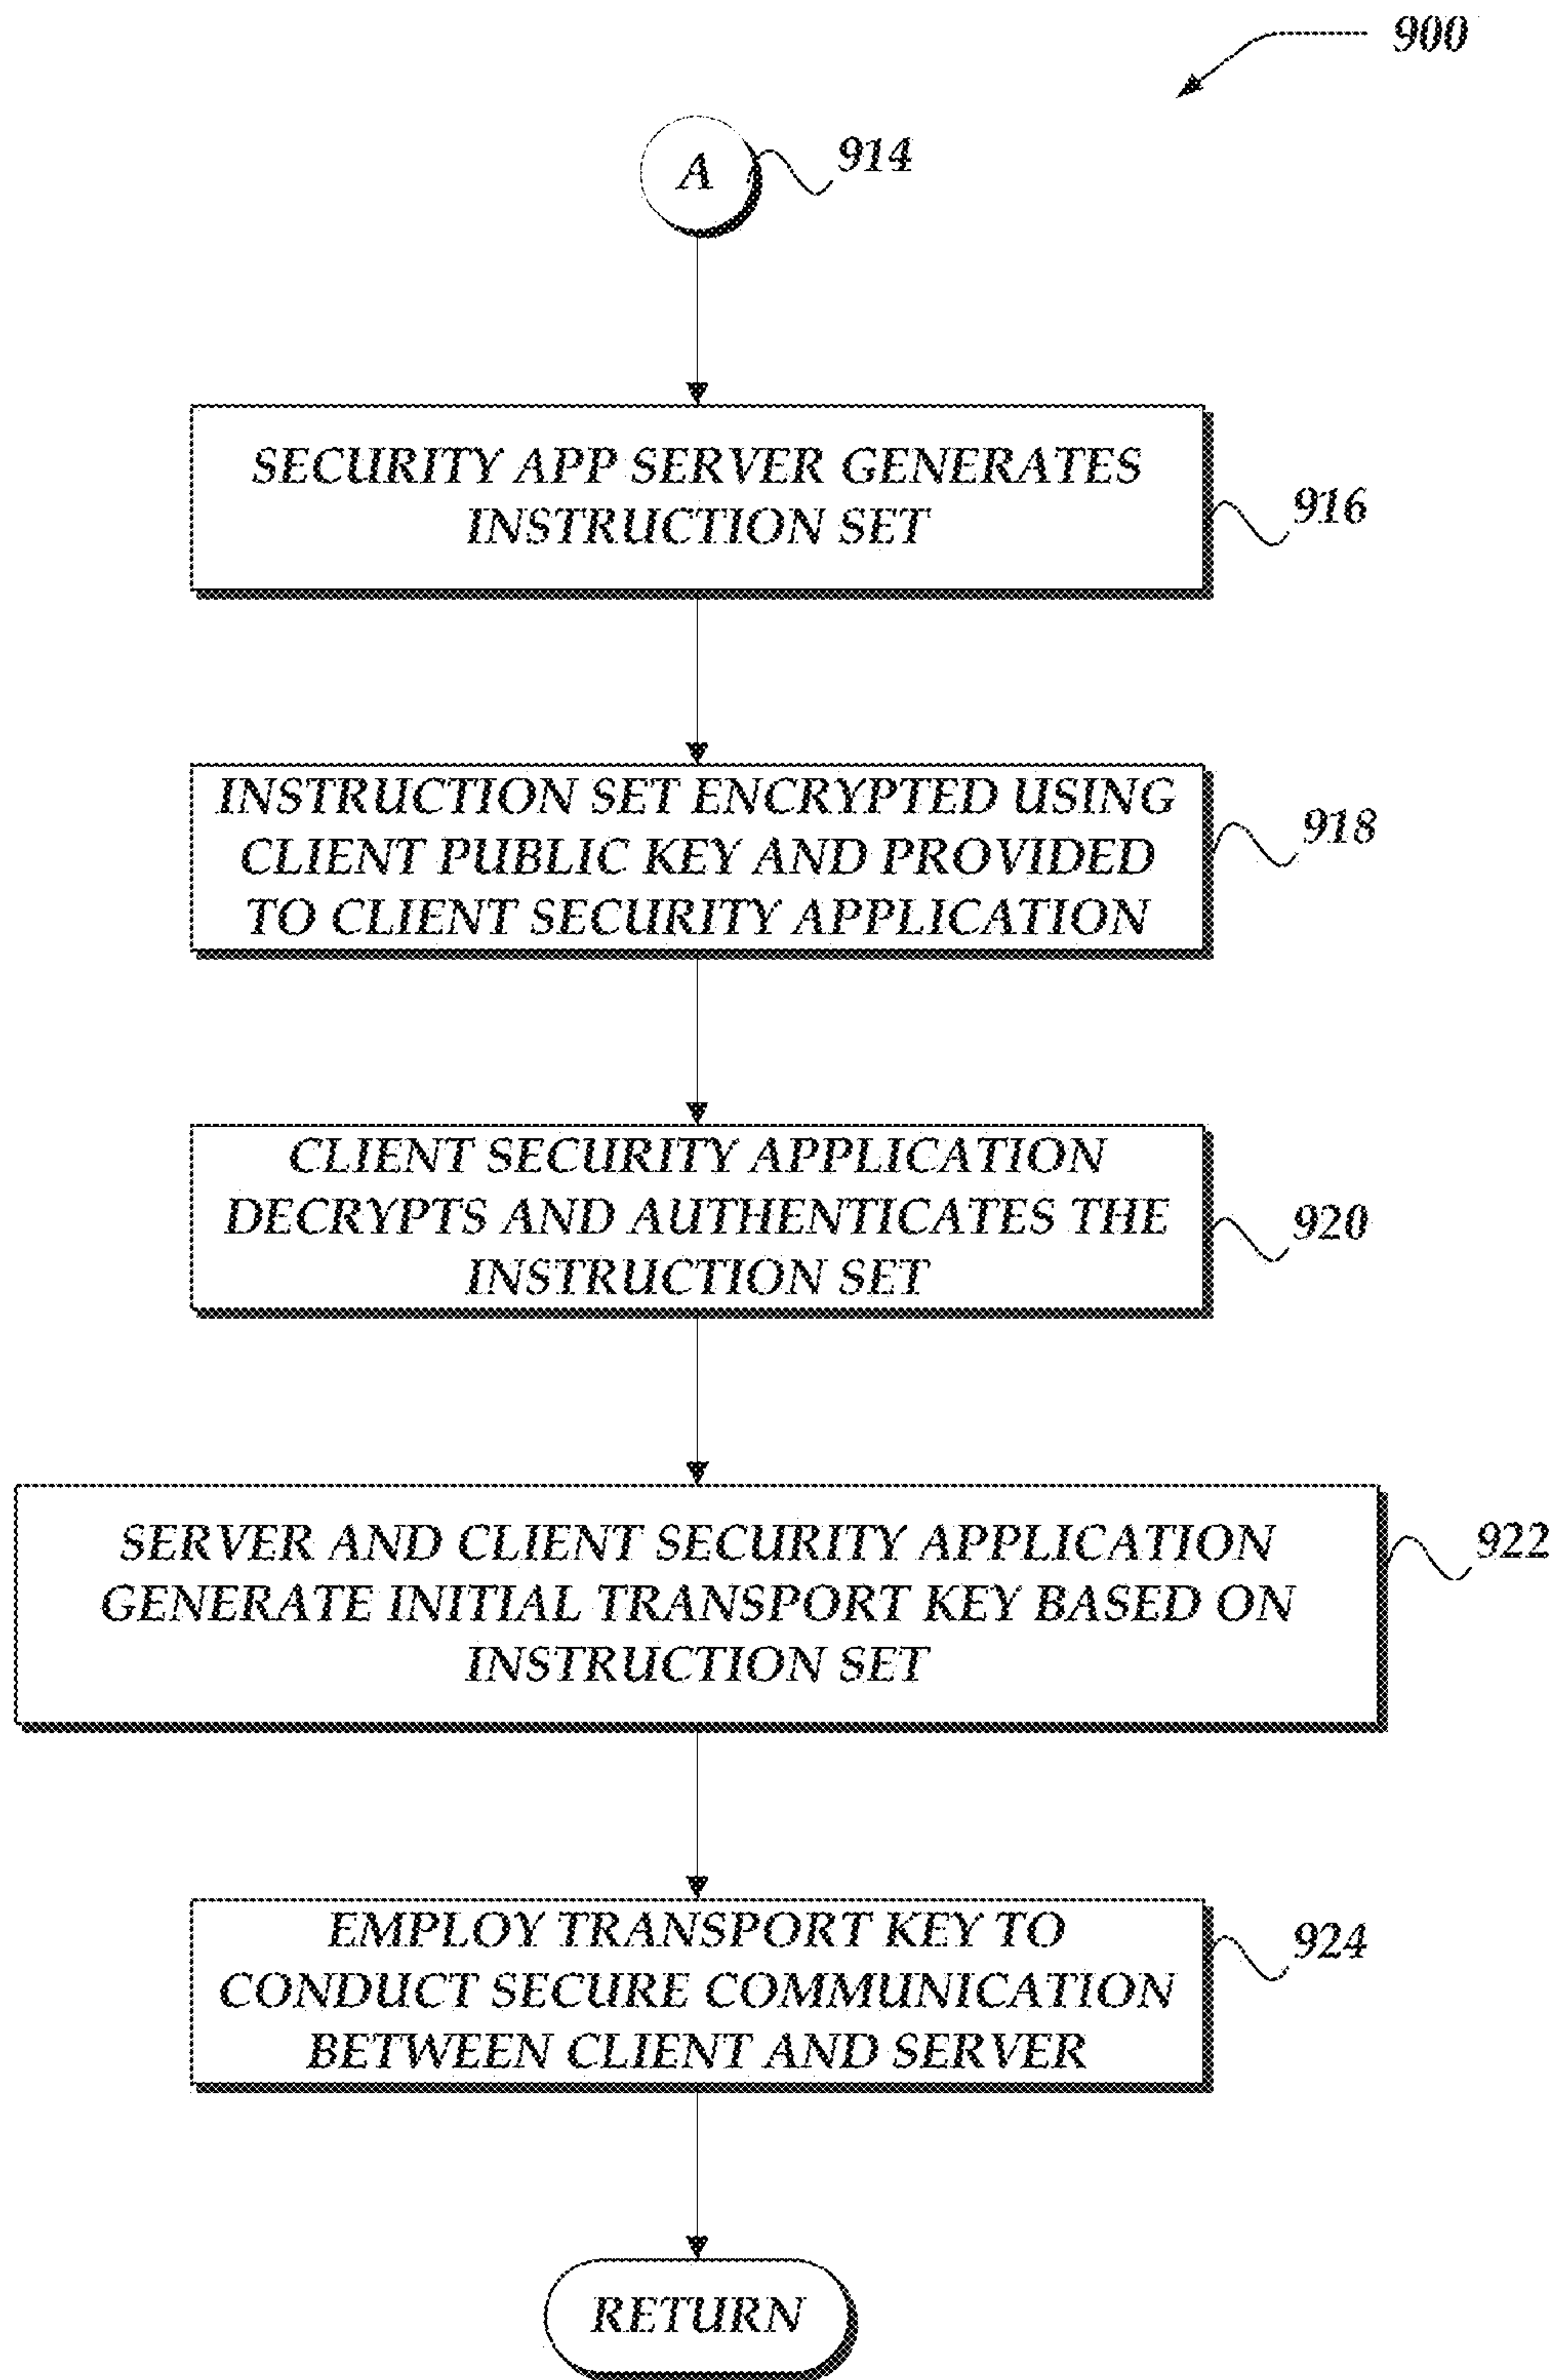 900
A
914
SECURITY APP SERVER GENERATES
INSTRUCTION SET
916
INSTRUCTION SET ENCRYPTED USING
CLIENT PUBLIC KEY AND PROVIDED
TO CLIENT SECURITY APPLICATION
918
CLIENT SECURITY APPLICATION
DECRYPTS AND AUTHENTICATES THE
INSTRUCTION SET
920
SERVER AND CLIENT SECURITY APPLICATION
GENERATE INITIAL TRANSPORT KEY BASED ON
INSTRUCTION SET
922
EMPLOY TRANSPORT KEY TO
CONDUCT SECURE COMMUNICATION
BETWEEN CLIENT AND SERVER
924
RETURN